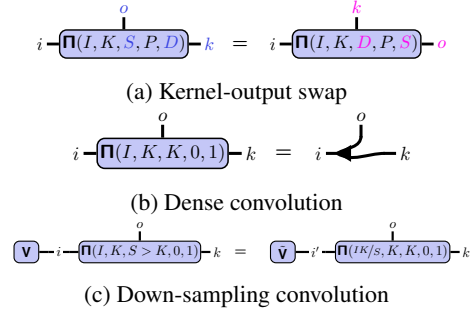 o k
i Π(I, K, S, P, D) k = i Π(I, K, D, P, S) o
(a) Kernel-output swap
o o
i Π(I, K, K, 0, 1) k = i k
(b) Dense convolution
o o
V i Π(I, K, S > K, 0, 1) k = Ṽ i′ Π(IK/S, K, K, 0, 1) k
(c) Down-sampling convolution